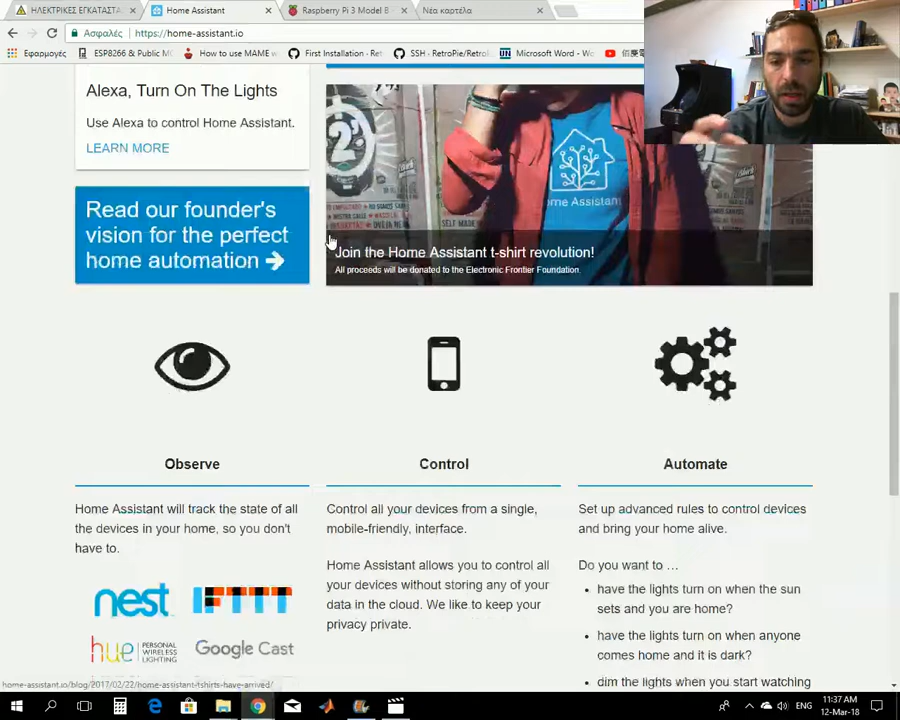 ΗΛΕΚΤΡΙΚΕΣ ΕΓΚΑΤΑΣΤΑ
Home Assistant
Raspberry Pi 3 Model B
Νέα καρτέλα
Ασφαλές
https://home-assistant.io
Εφαρμογές
ESP8266 & Public M
How to use MAME w
First Installation · Ret
SSH · RetroPie/Retro
Microsoft Word - W
Alexa, Turn On The Lights
Use Alexa to control Home Assistant.
LEARN MORE
Read our founder's
vision for the perfect
home automation
Home Assistant
Join the Home Assistant t-shirt revolution!
All proceeds will be donated to the Electronic Frontier Foundation.
Observe
Control
Automate
Home Assistant will track the state of all
the devices in your home, so you don't
have to.
nest
IFTTT
hue PERSONAL WIRELESS LIGHTING
Google Cast
Control all your devices from a single,
mobile-friendly, interface.
Home Assistant allows you to control all
your devices without storing any of your
data in the cloud. We like to keep your
privacy private.
Set up advanced rules to control devices
and bring your home alive.
Do you want to …
have the lights turn on when the sun
sets and you are home?
have the lights turn on when anyone
comes home and it is dark?
dim the lights when you start watching
home-assistant.io/blog/2017/02/22/home-assistant-tshirts-have-arrived/
ENG
11:37 AM
12-Mar-18